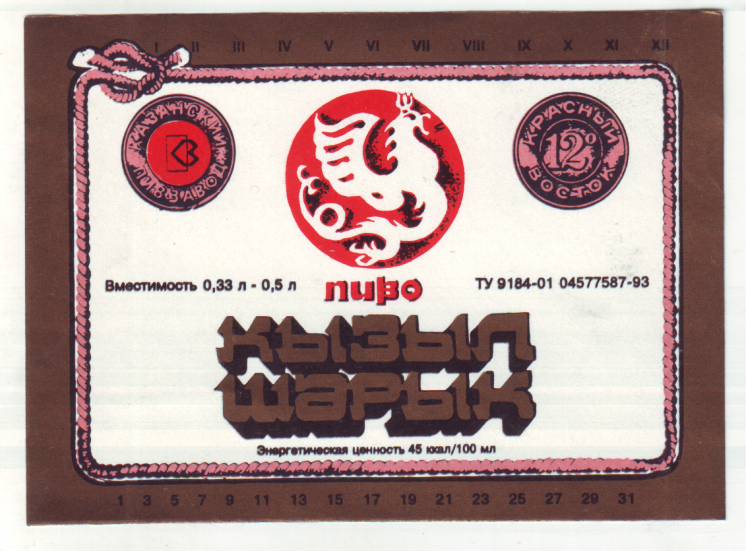 I II III IV V VI VII VIII IX X XI XII
КАЗАНСКИЙ
ПИВЗАВОД
КВ
КРАСНЫЙ
12°
ВОСТОК
Вместимость 0,33 л - 0,5 л
пиво
ТУ 9184-01 04577587-93
КЫЗЫЛ
ШӘРЫК
Энергетическая ценность 45 ккал/100 мл
1 3 5 7 9 11 13 15 17 19 21 23 25 27 29 31